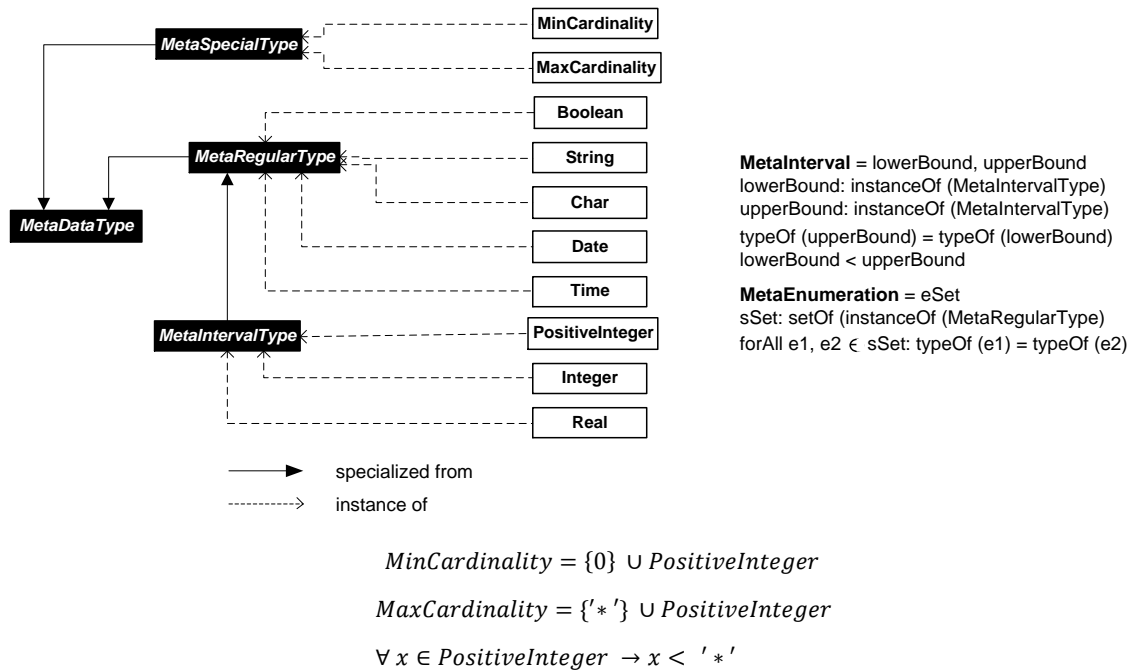 MetaSpecialType
MinCardinality
MaxCardinality
Boolean
MetaRegularType
String
Char
MetaDataType
Date
Time
MetaIntervalType
PositiveInteger
Integer
Real
MetaInterval = lowerBound, upperBound
lowerBound: instanceOf (MetaIntervalType)
upperBound: instanceOf (MetaIntervalType)
typeOf (upperBound) = typeOf (lowerBound)
lowerBound < upperBound
MetaEnumeration = eSet
sSet: setOf (instanceOf (MetaRegularType)
forAll e1, e2 ∈ sSet: typeOf (e1) = typeOf (e2)
specialized from
instance of
MinCardinality = {0} ∪ PositiveInteger
MaxCardinality = {'*'} ∪ PositiveInteger
∀ x ∈ PositiveInteger → x < '*'